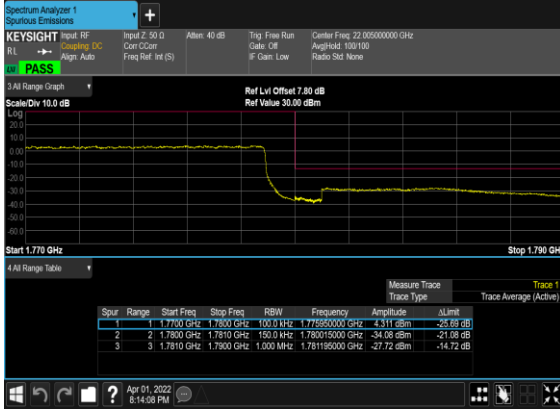 Spectrum Analyzer 1
Spurious Emissions
+
KEYSIGHT Input: RF Input Z: 50 Ω Atten: 40 dB Trig: Free Run Center Freq: 22.005000000 GHz
RL Coupling: DC Corr CCorr Gate: Off Avg|Hold: 100/100
Align: Auto Freq Ref: Int (S) IF Gain: Low Radio Std: None
PASS
3 All Range Graph
Ref Lvl Offset 7.80 dB
Scale/Div 10.0 dB Ref Value 30.00 dBm
Log
20.0
10.0
0.00
-10.0
-20.0
-30.0
-40.0
-50.0
-60.0
Start 1.770 GHz Stop 1.790 GH
4 All Range Table
Measure Trace Trace 1
Trace Type Trace Average (Active)
Spur Range Start Freq Stop Freq RBW Frequency Amplitude ΔLimit
1 1 1.7700 GHz 1.7800 GHz 100.0 kHz 1.775950000 GHz 4.311 dBm -25.69 dB
2 2 1.7800 GHz 1.7810 GHz 150.0 kHz 1.780015000 GHz -34.08 dBm -21.08 dB
3 3 1.7810 GHz 1.7900 GHz 1.000 MHz 1.781195000 GHz -27.72 dBm -14.72 dB
? Apr 01, 2022
8:14:08 PM